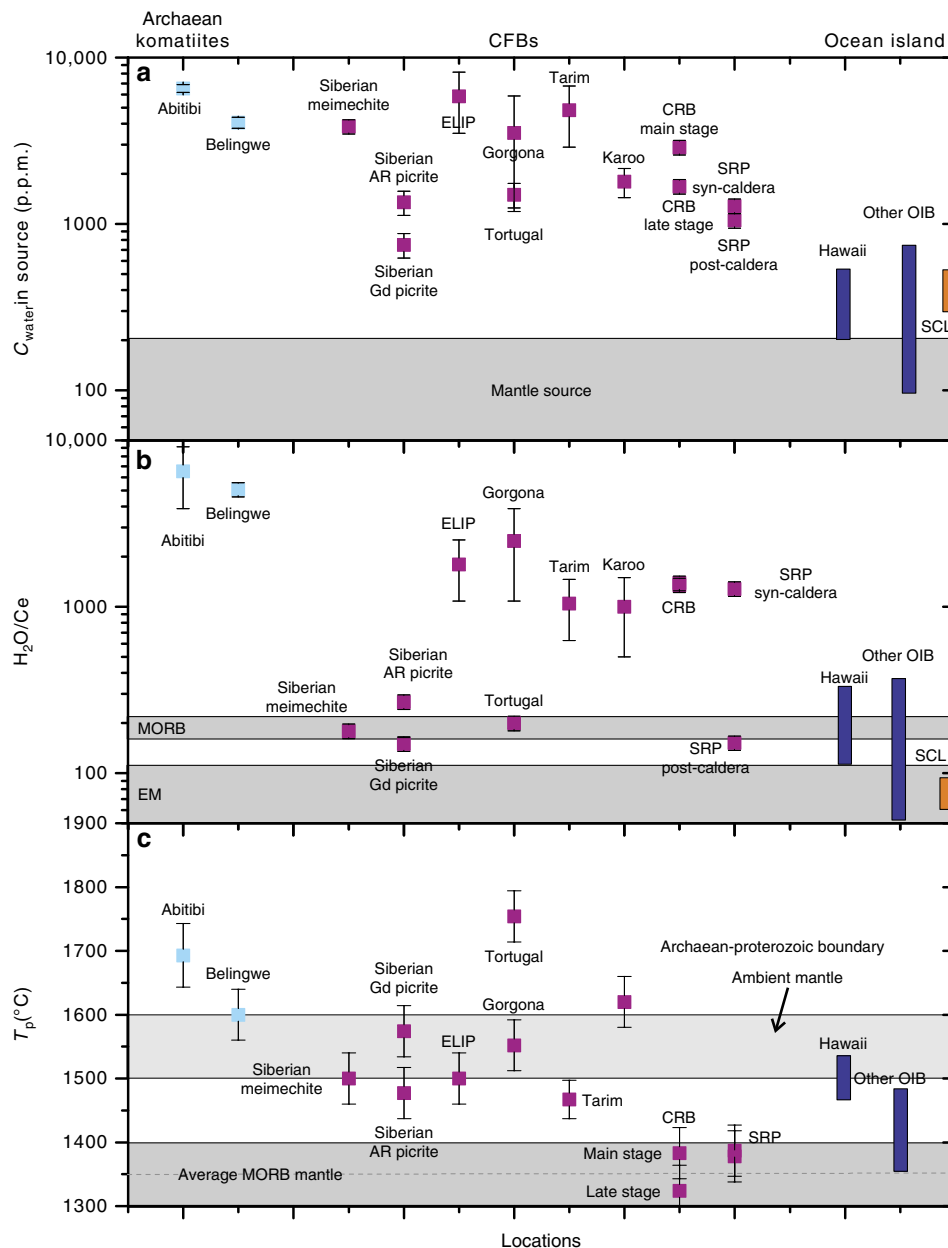 Archaean
komatiites
CFBs
Ocean island
10,000
a
Abitibi
Belingwe
Siberian
meimechite
Siberian
AR picrite
Siberian
Gd picrite
ELIP
Gorgona
Tortugal
Tarim
Karoo
CRB
main stage
CRB
late stage
SRP
syn-caldera
SRP
post-caldera
Hawaii
Other OIB
SCL
1000
100
Cwater in source (p.p.m.)
Mantle source
10,000
b
Abitibi
Belingwe
Siberian
meimechite
Siberian
AR picrite
Siberian
Gd picrite
ELIP
Gorgona
Tortugal
Tarim
Karoo
CRB
SRP
syn-caldera
SRP
post-caldera
Hawaii
Other OIB
SCL
1000
100
H2O/Ce
MORB
EM
1900
c
Abitibi
Belingwe
Siberian
meimechite
Siberian
Gd picrite
Siberian
AR picrite
ELIP
Tortugal
Gorgona
Tarim
CRB
Main stage
Late stage
SRP
Archaean-proterozoic boundary
Ambient mantle
Hawaii
Other OIB
1800
1700
1600
1500
1400
1300
Tp(°C)
Average MORB mantle
Locations